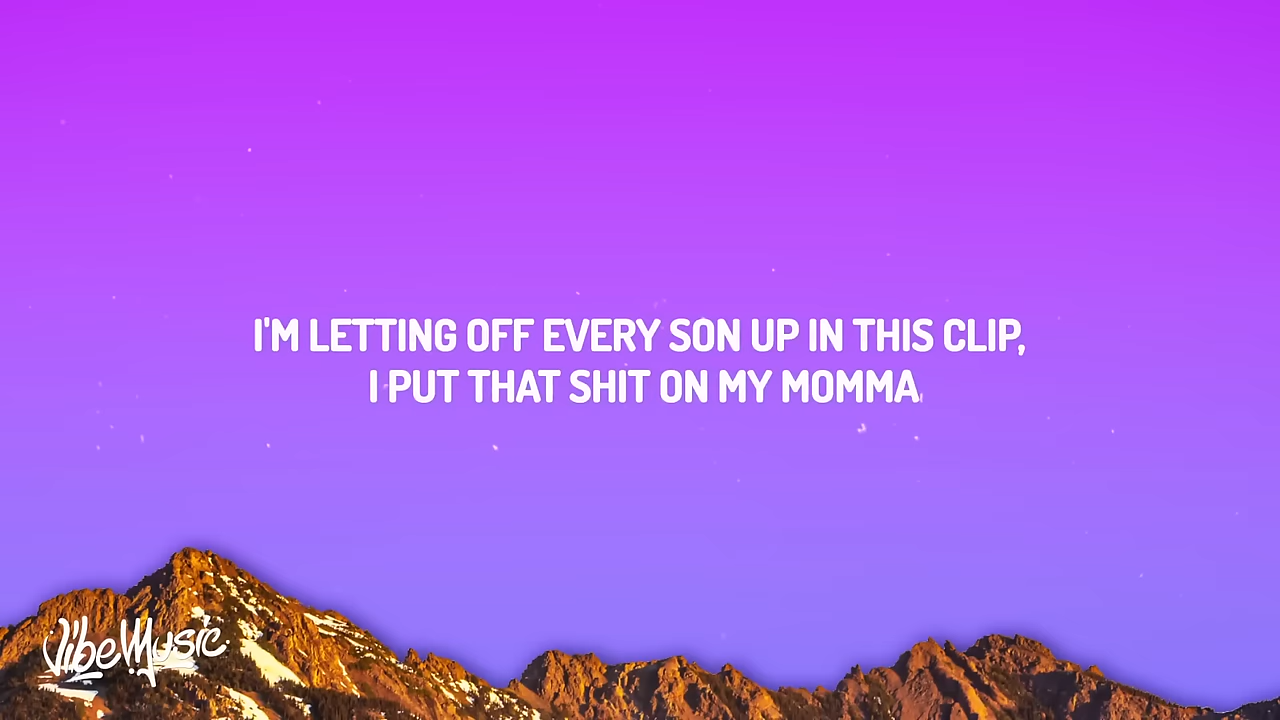 I'M LETTING OFF EVERY SON UP IN THIS CLIP,
I PUT THAT SHIT ON MY MOMMA
VibeMusic